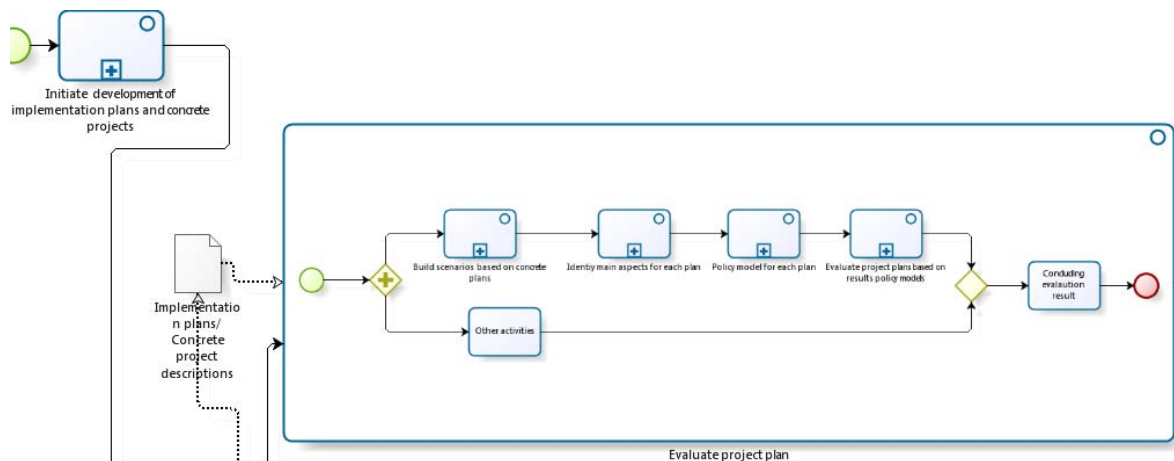 Initiate development of
implementation plans and concrete
projects
Implementatio
n plans/
Concrete
project
descriptions
Build scenarios based on concrete
plans
Identiy main aspects for each plan
Policy model for each plan
Evaluate project plans based on
results policy models
Other activities
Conduding
evalaution
result
Evaluate project plan